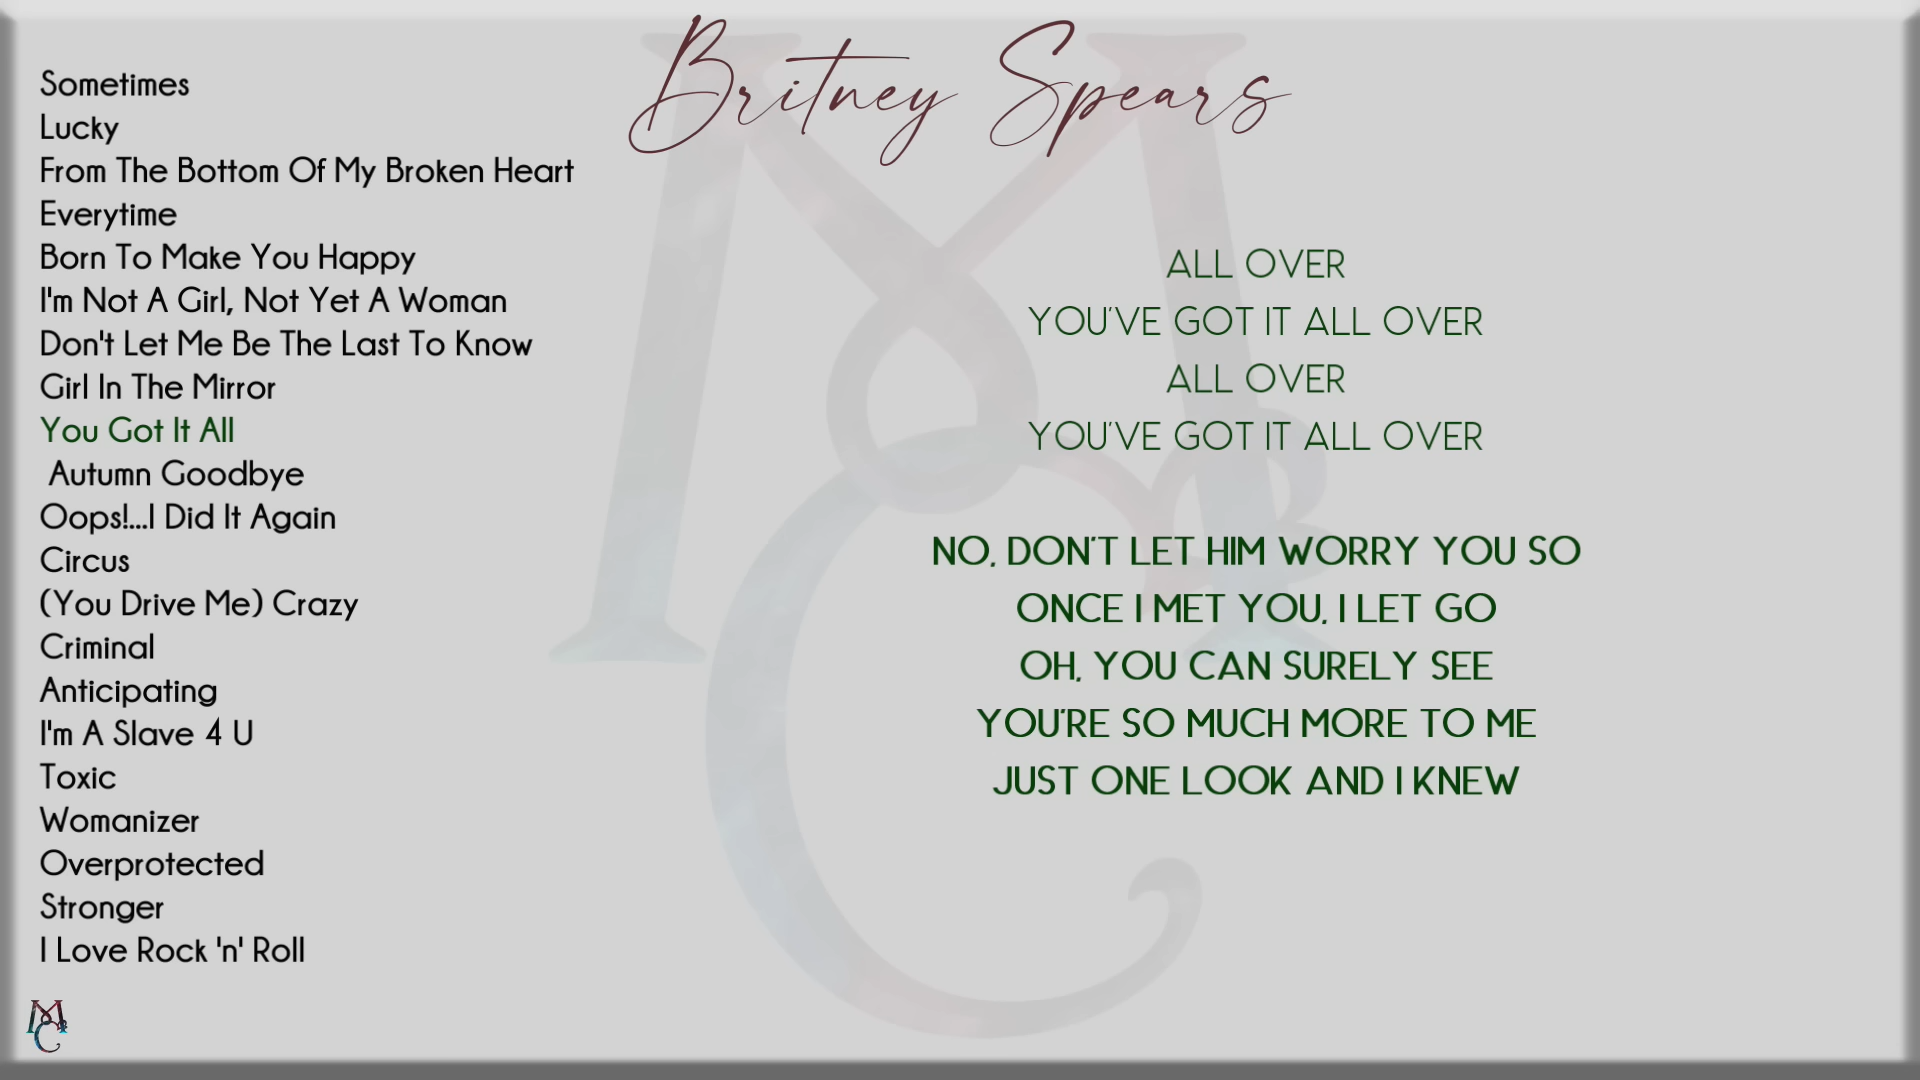 Britney Spears
Sometimes
Lucky
From The Bottom Of My Broken Heart
Everytime
Born To Make You Happy
I'm Not A Girl, Not Yet A Woman
Don't Let Me Be The Last To Know
Girl In The Mirror
You Got It All
Autumn Goodbye
Oops!...I Did It Again
Circus
(You Drive Me) Crazy
Criminal
Anticipating
I'm A Slave 4 U
Toxic
Womanizer
Overprotected
Stronger
I Love Rock 'n' Roll
ALL OVER
YOU'VE GOT IT ALL OVER
ALL OVER
YOU'VE GOT IT ALL OVER
NO, DON'T LET HIM WORRY YOU SO
ONCE I MET YOU, I LET GO
OH, YOU CAN SURELY SEE
YOU'RE SO MUCH MORE TO ME
JUST ONE LOOK AND I KNEW